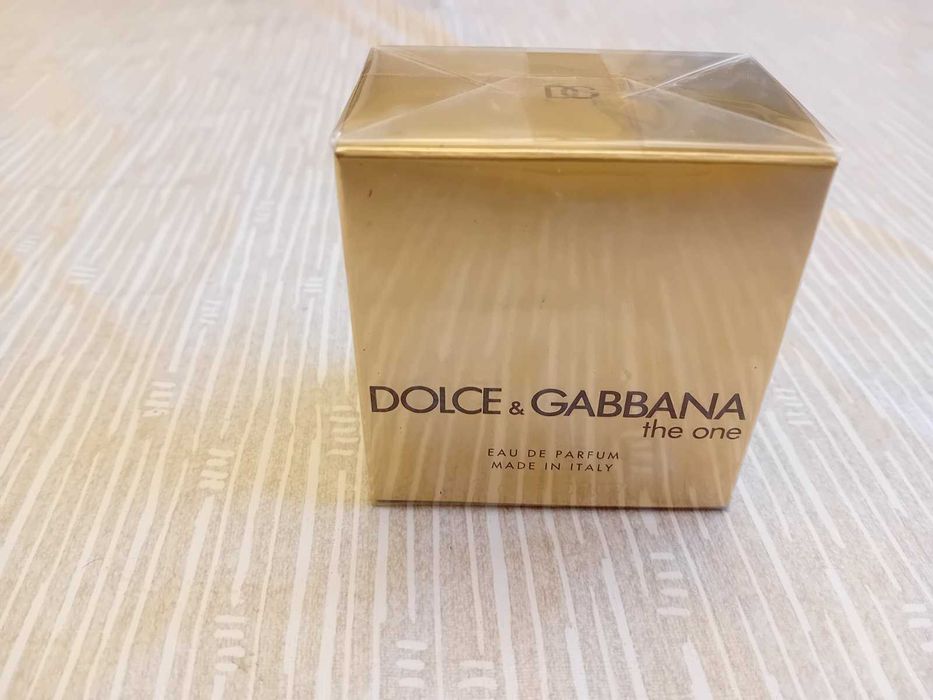 DG
DOLCE & GABBANA
the one
EAU DE PARFUM
MADE IN ITALY